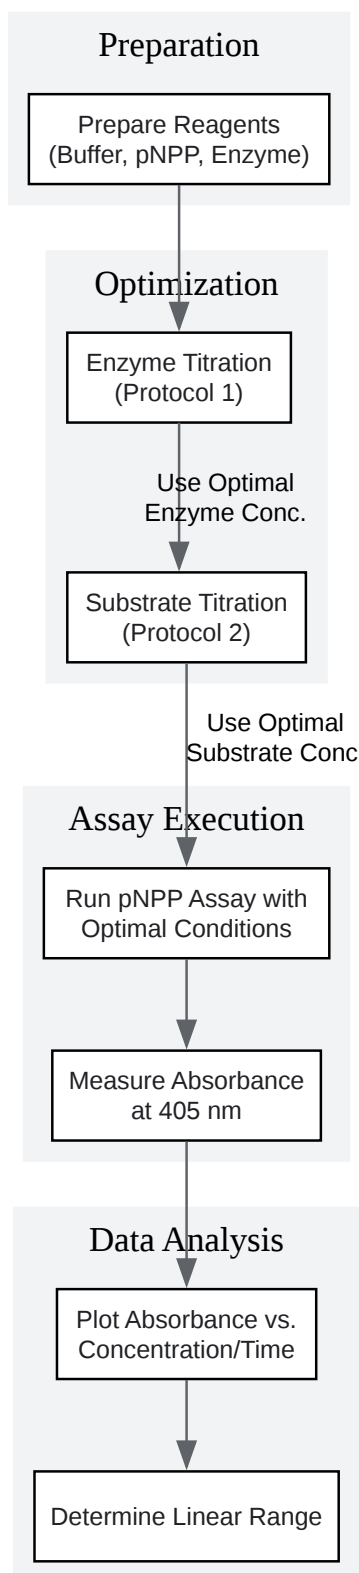 Preparation
Prepare Reagents
(Buffer, pNPP, Enzyme)
Optimization
Enzyme Titration
(Protocol 1)
Use Optimal
Enzyme Conc.
Substrate Titration
(Protocol 2)
Use Optimal
Substrate Conc
Assay Execution
Run pNPP Assay with
Optimal Conditions
Measure Absorbance
at 405 nm
Data Analysis
Plot Absorbance vs.
Concentration/Time
Determine Linear Range